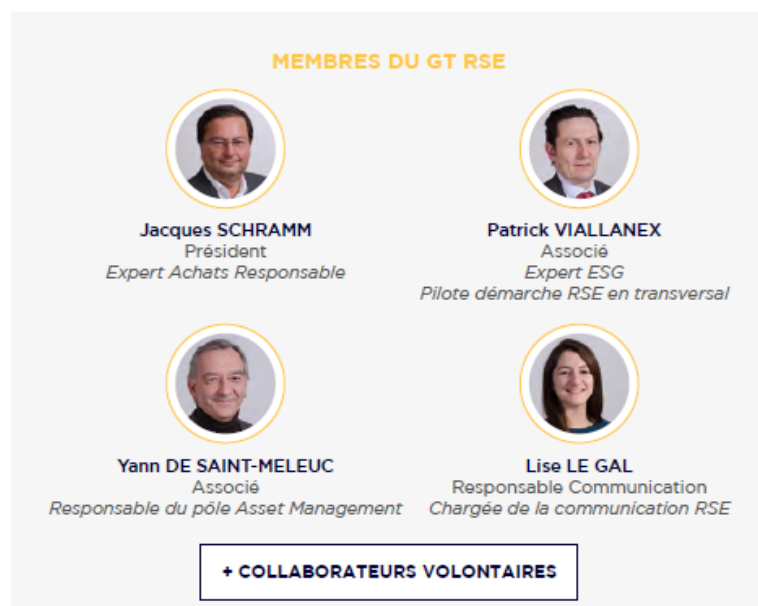 MEMBRES DU GT RSE
Jacques SCHRAMM
Président
Expert Achats Responsable
Patrick VIALLANEX
Associé
Expert ESG
Pilote démarche RSE en transversal
Yann DE SAINT-MELEUC
Associé
Responsable du pôle Asset Management
Lise LE GAL
Responsable Communication
Chargée de la communication RSE
+ COLLABORATEURS VOLONTAIRES